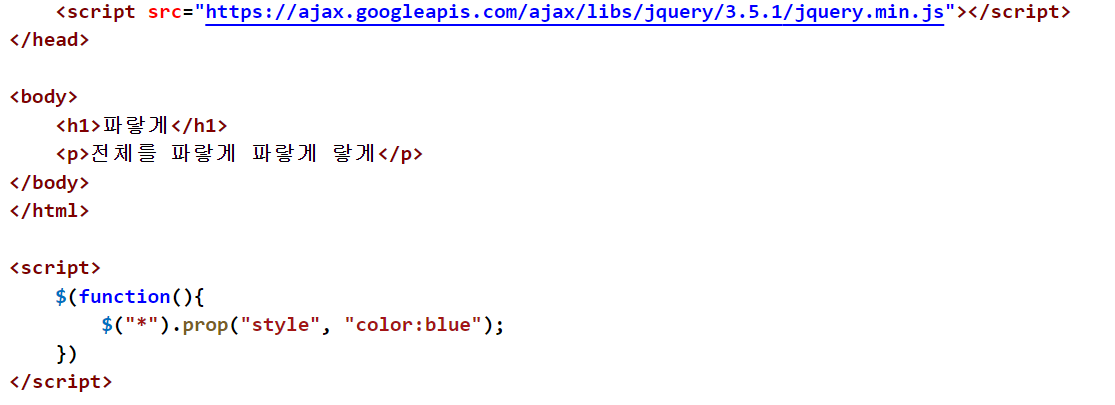 <script src="https://ajax.googleapis.com/ajax/libs/jquery/3.5.1/jquery.min.js"></script>
</head>
<body>
<h1>파랗게</h1>
<p>전체를 파랗게 파랗게 랗게</p>
</body>
</html>
<script>
$(function(){
$("*").prop("style", "color:blue");
})
</script>